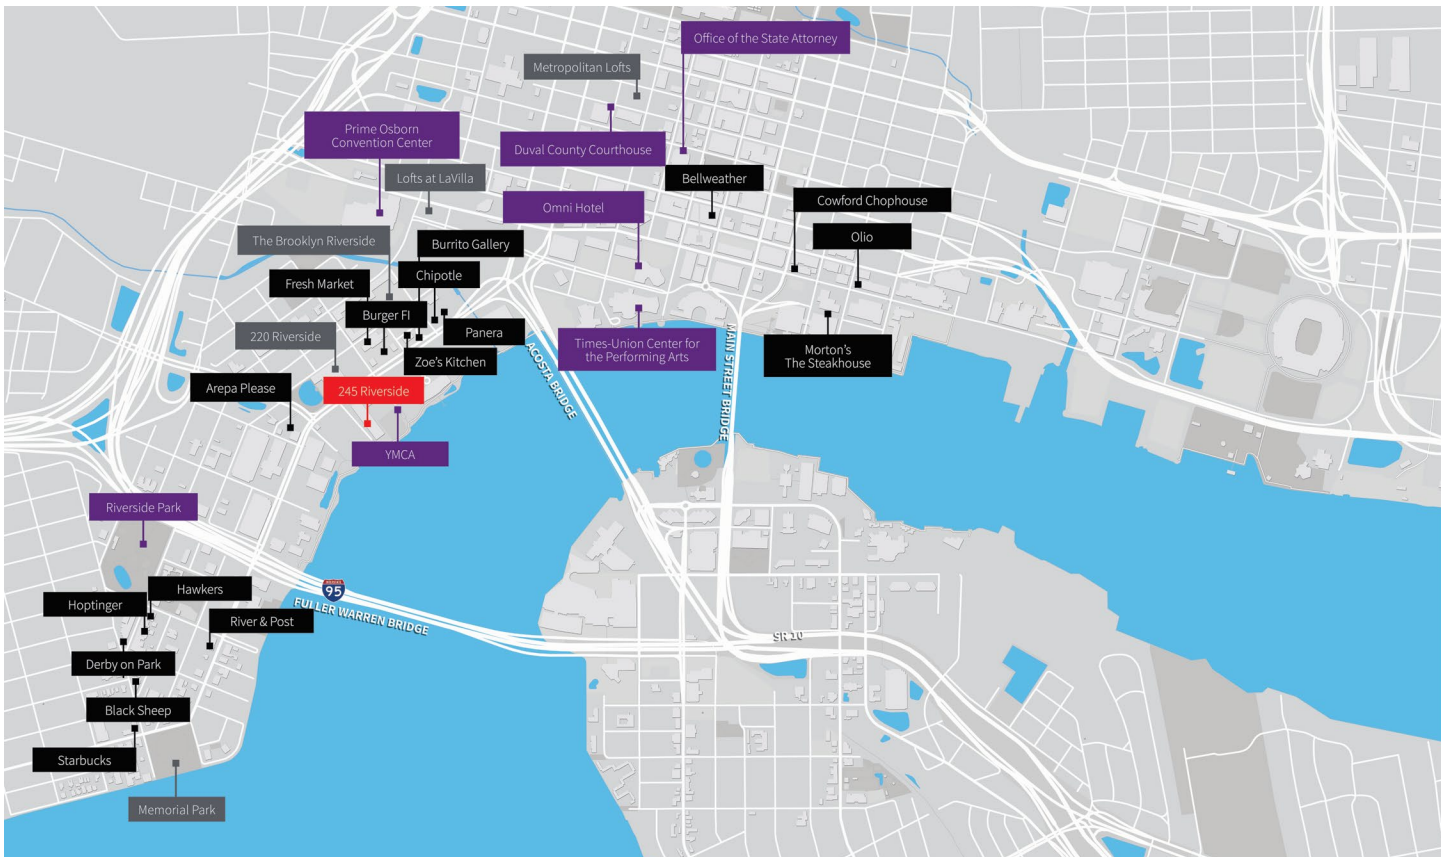 Office of the State Attorney
Metropolitan Lofts
Prime Osborn
Convention Center
Duval County Courthouse
Lofts at LaVilla
Bellweather
Cowford Chophouse
Omni Hotel
The Brooklyn Riverside
Burrito Gallery
Olio
Chipotle
Fresh Market
Burger FI
220 Riverside
Panera
Zoe's Kitchen
Times-Union Center for
the Performing Arts
MAIN STREET BRIDGE
Morton's
The Steakhouse
ACOSTA BRIDGE
Arepa Please
245 Riverside
YMCA
Riverside Park
95
Hawkers
Hoptinger
FULLER WARREN BRIDGE
River & Post
SR 10
Derby on Park
Black Sheep
Starbucks
Memorial Park